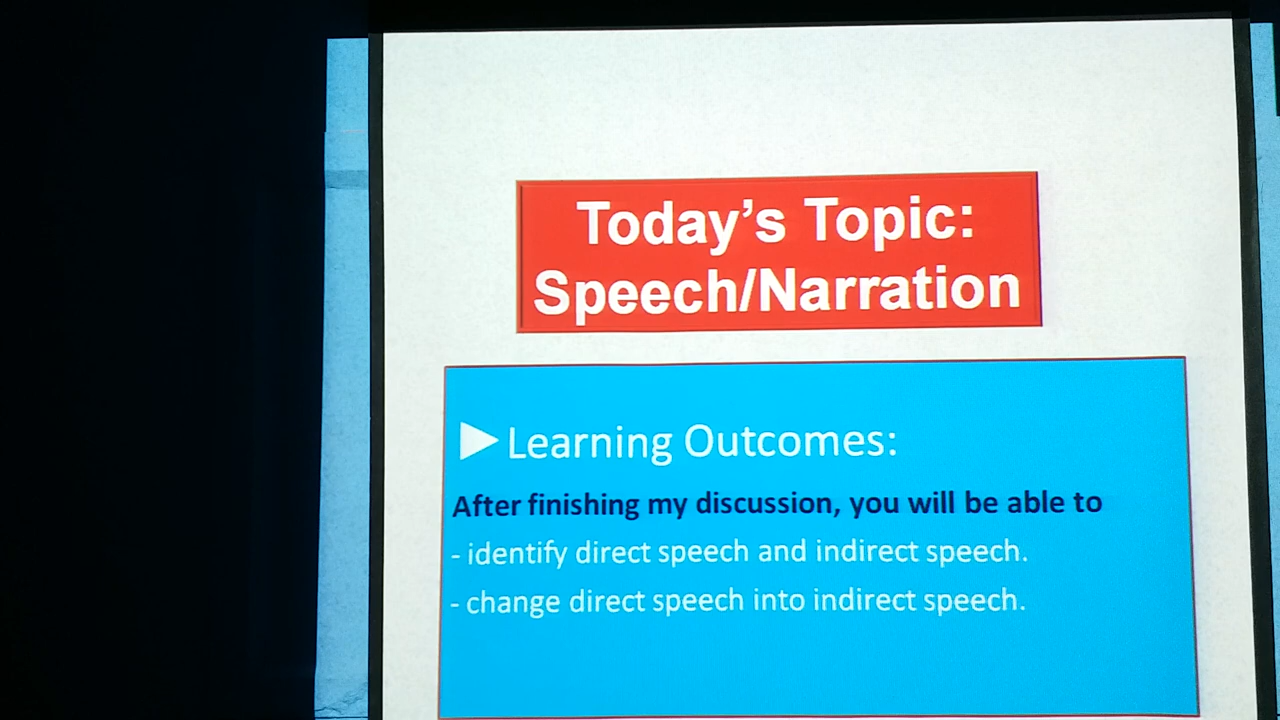 Today’s Topic:
Speech/Narration
▶Learning Outcomes:
After finishing my discussion, you will be able to
- identify direct speech and indirect speech.
- change direct speech into indirect speech.